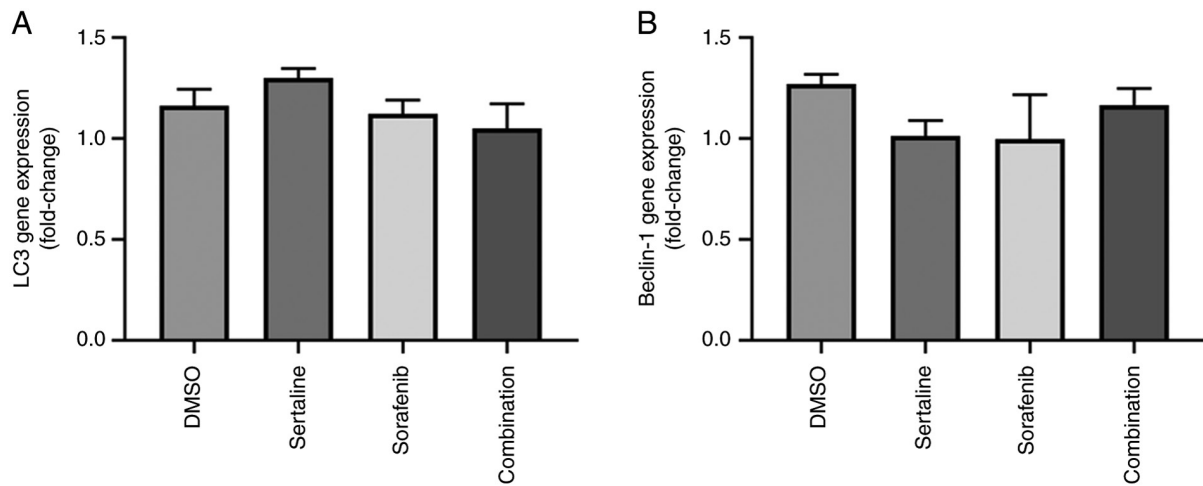 A
LC3 gene expression
(fold-change)
1.5
1.0
0.5
0.0
DMSO
Sertaline
Sorafenib
Combination
B
Beclin-1 gene expression
(fold-change)
1.5
1.0
0.5
0.0
DMSO
Sertaline
Sorafenib
Combination